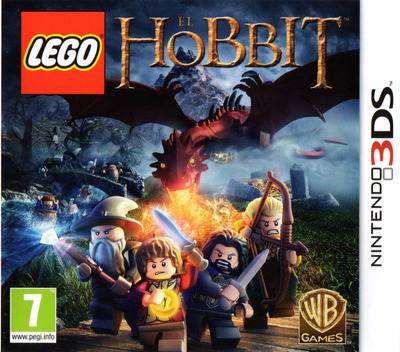 LEGO
EL
HOBBIT
NINTENDO 3DS
7
www.pegi.info
WB
GAMES